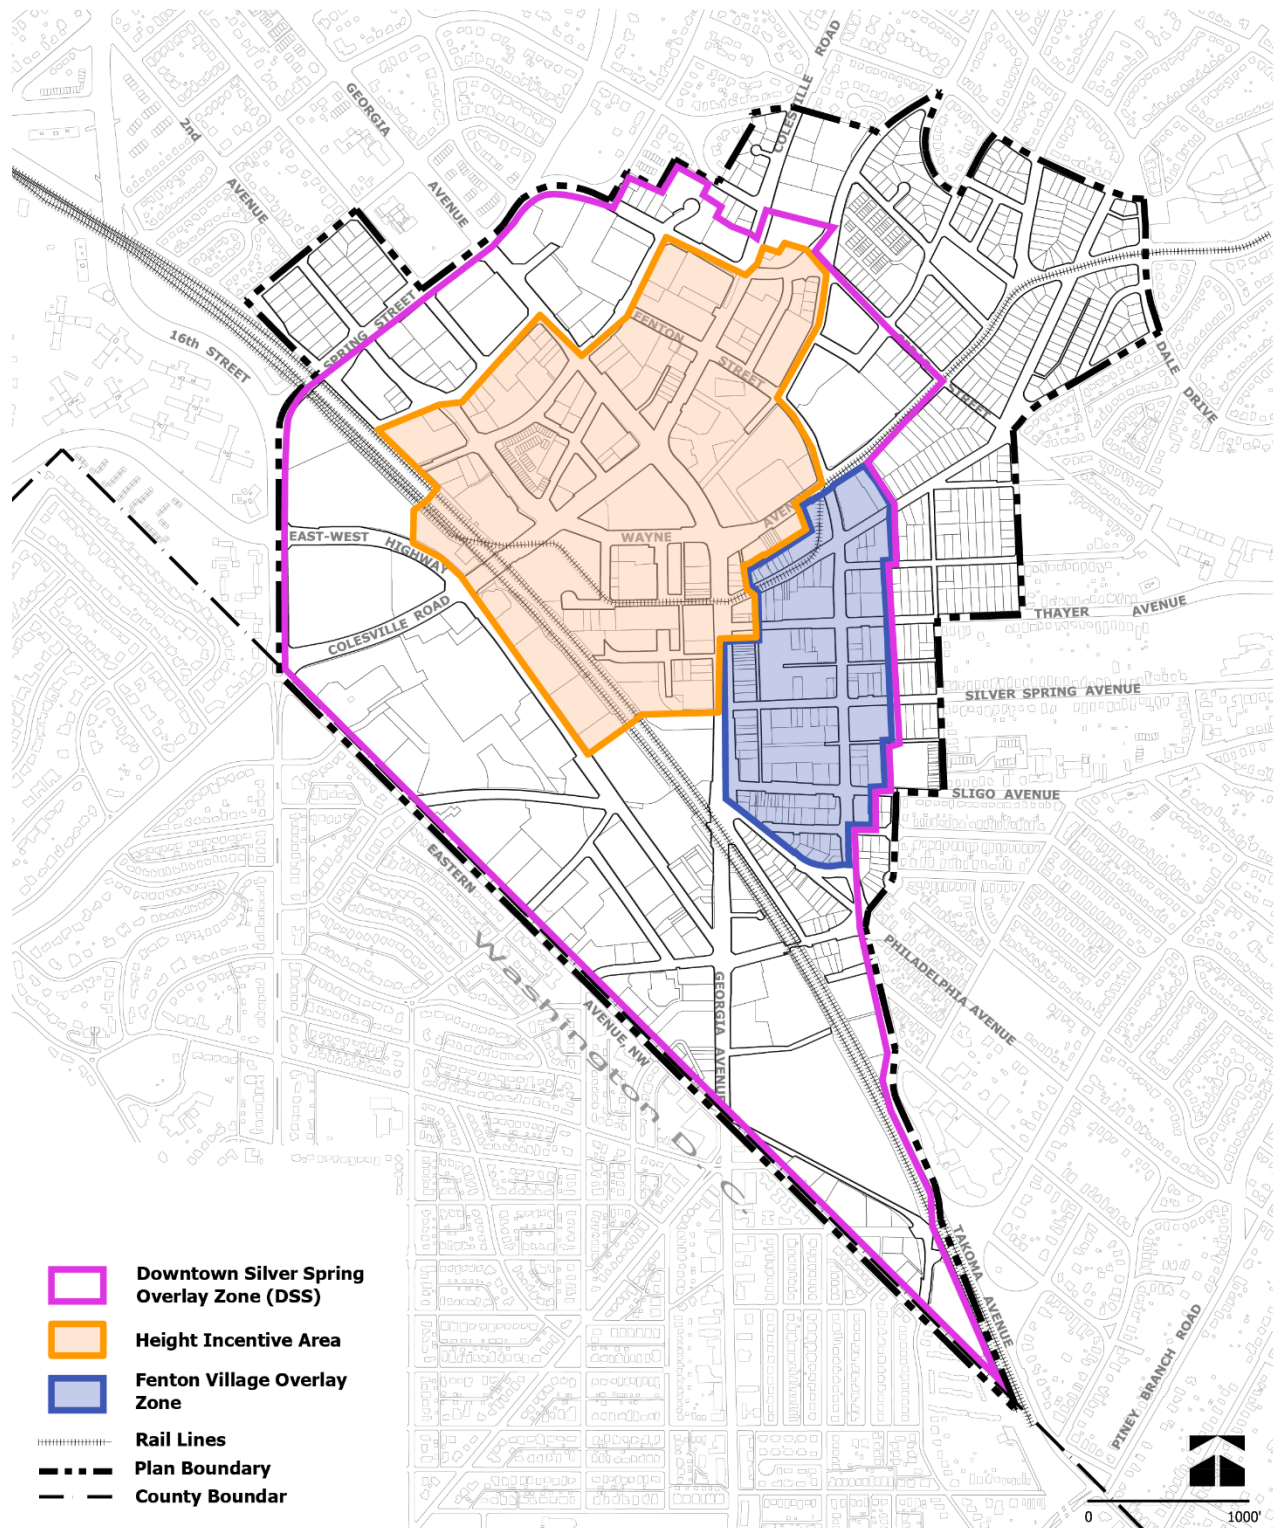 ROAD
COLESVILLE
GEORGIA
AVENUE
2nd
AVENUE
16th STREET
SPRING STREET
FENTON
STREET
STREET
DALE DRIVE
EAST-WEST
HIGHWAY
WAYNE
AVEN
COLESVILLE ROAD
THAYER AVENUE
SILVER SPRING AVENUE
SLIGO AVENUE
EASTERN
AVENUE, NW
Washington D. C.
GEORGIA AVENUE
PHILADELPHIA AVENUE
TAKOMA AVENUE
PINEY BRANCH ROAD
Downtown Silver Spring
Overlay Zone (DSS)
Height Incentive Area
Fenton Village Overlay
Zone
Rail Lines
Plan Boundary
County Boundar
0 1000'